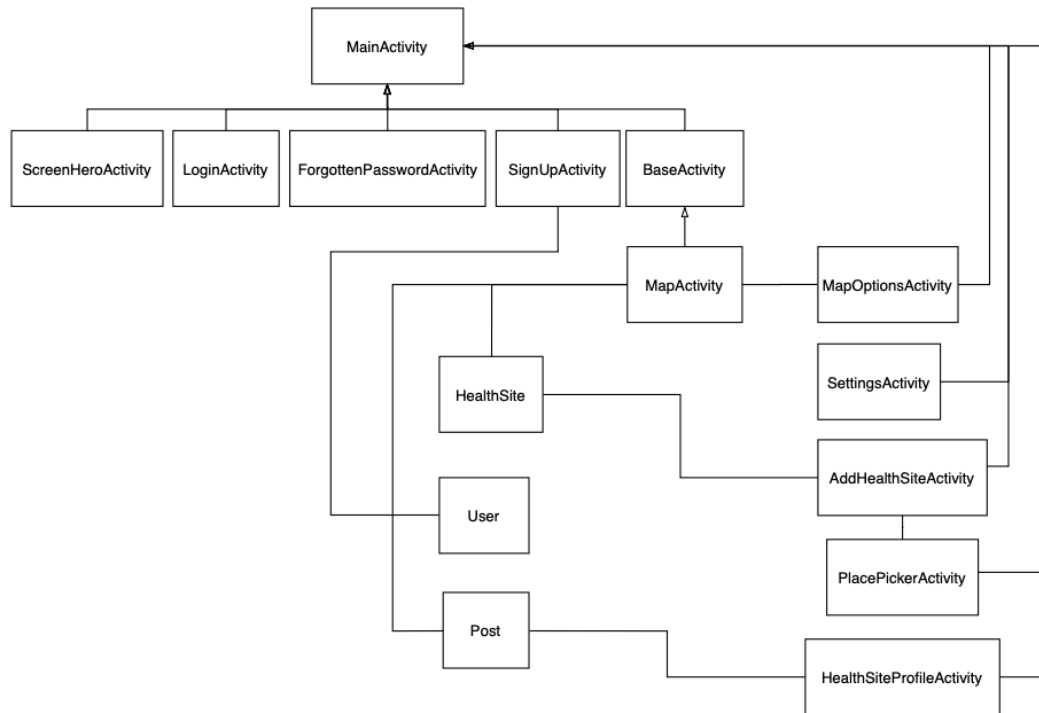 MainActivity
ScreenHeroActivity
LoginActivity
ForgottenPasswordActivity
SignUpActivity
BaseActivity
MapActivity
MapOptionsActivity
HealthSite
SettingsActivity
AddHealthSiteActivity
User
PlacePickerActivity
Post
HealthSiteProfileActivity